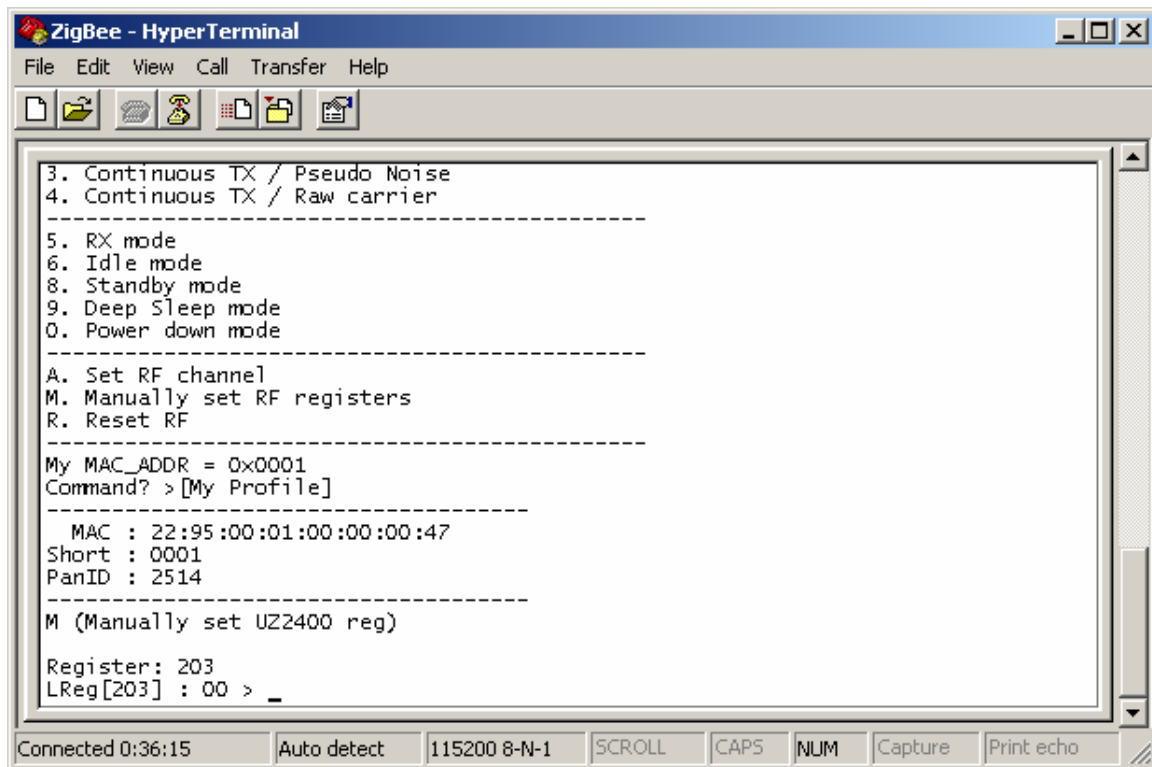 ZigBee - HyperTerminal
File Edit View Call Transfer Help
3. Continuous TX / Pseudo Noise
4. Continuous TX / Raw carrier
----------------------------------------------
5. RX mode
6. Idle mode
8. Standby mode
9. Deep Sleep mode
0. Power down mode
----------------------------------------------
A. Set RF channel
M. Manually set RF registers
R. Reset RF
----------------------------------------------
My MAC_ADDR = 0x0001
Command? >[My Profile]
-------------------------------------
  MAC : 22:95:00:01:00:00:00:47
Short : 0001
PanID : 2514
-------------------------------------
M (Manually set UZ2400 reg)
Register: 203
LReg[203] : 00 > _
Connected 0:36:15 Auto detect 115200 8-N-1 SCROLL CAPS NUM Capture Print echo